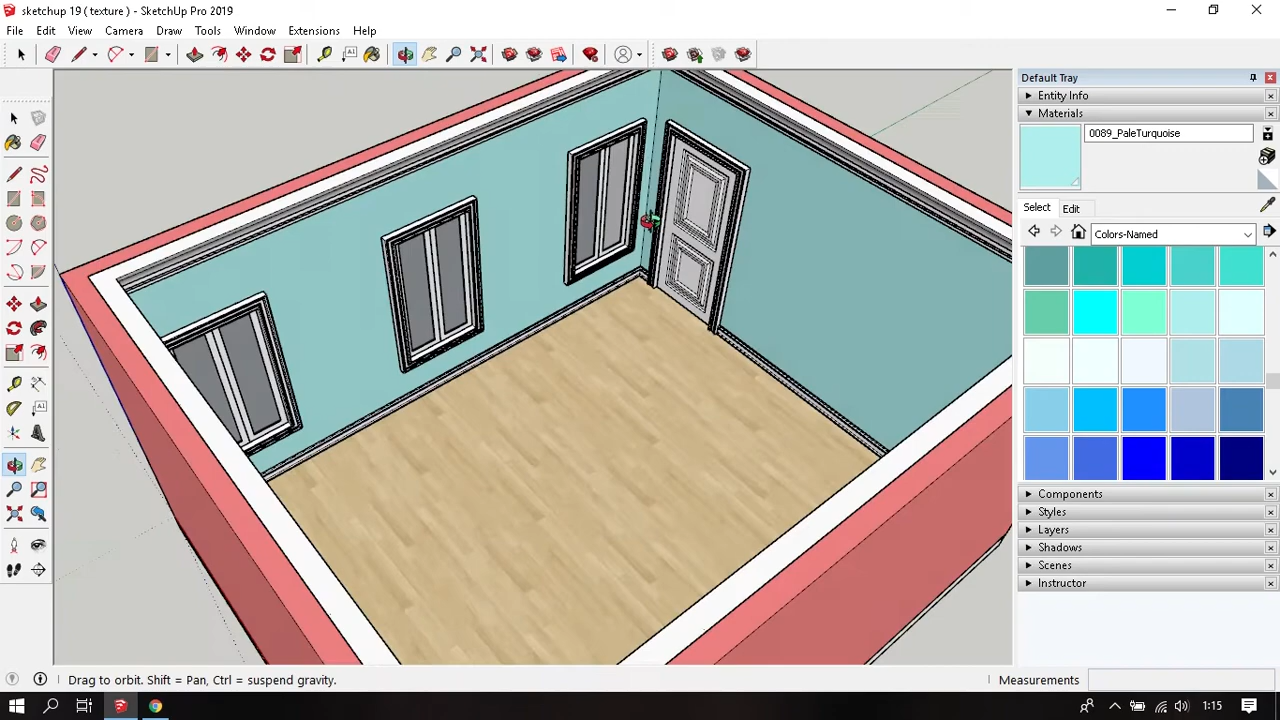 sketchup 19 ( texture ) - SketchUp Pro 2019
File Edit View Camera Draw Tools Window Extensions Help
Default Tray
Entity Info
Materials
0089_PaleTurquoise
Select Edit
Colors-Named
Components
Styles
Layers
Shadows
Scenes
Instructor
Drag to orbit. Shift = Pan, Ctrl = suspend gravity.
Measurements
1:15